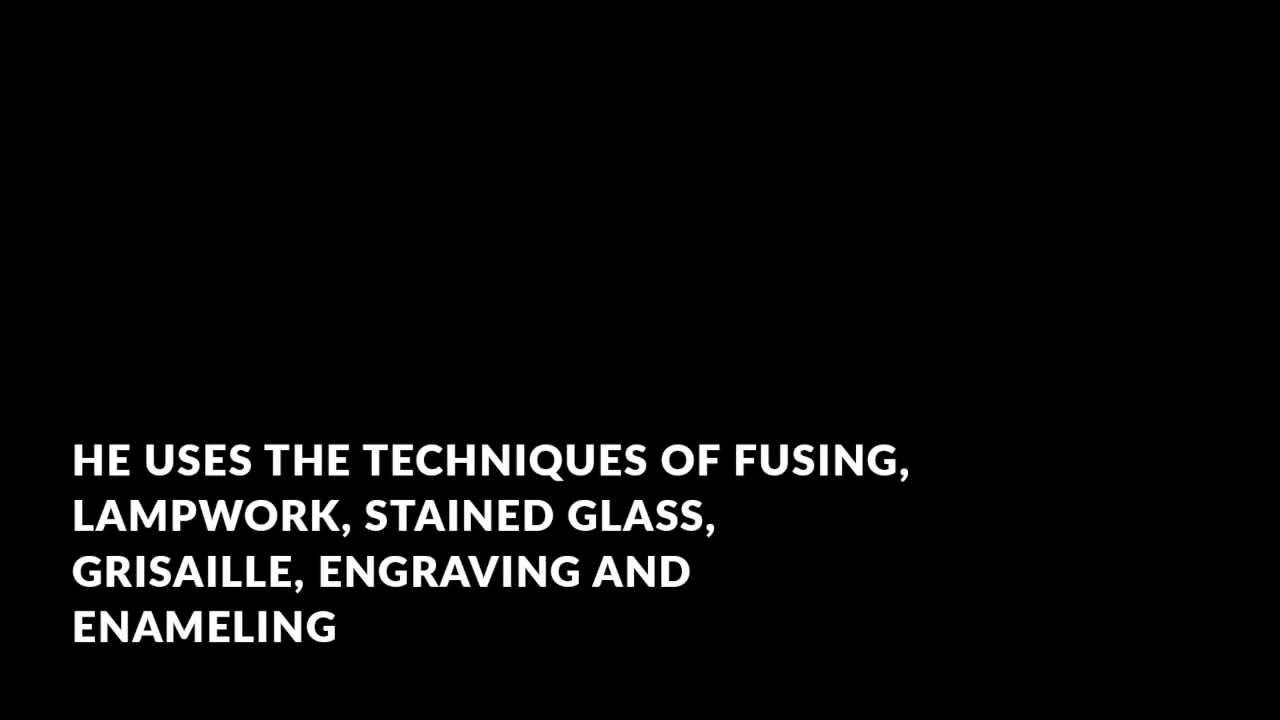 HE USES THE TECHNIQUES OF FUSING,
LAMPWORK, STAINED GLASS,
GRISAILLE, ENGRAVING AND
ENAMELING